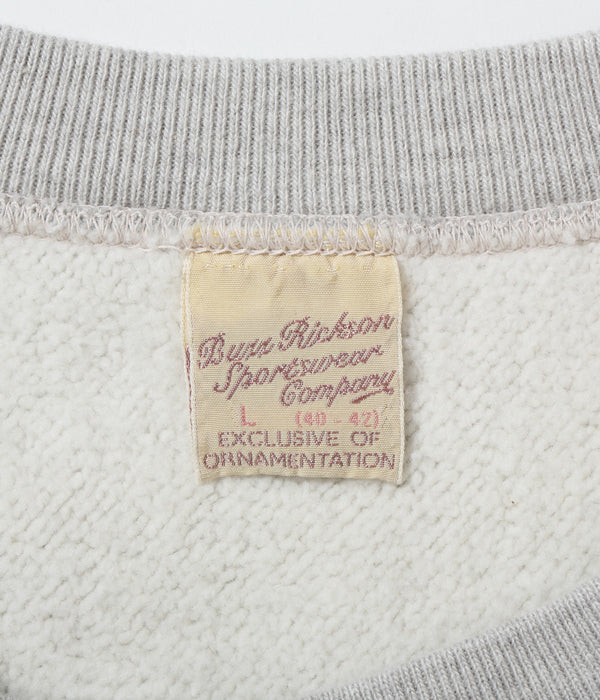 Buzz Rickson
Sportswear
Company
L (40 - 42)
EXCLUSIVE OF
ORNAMENTATION